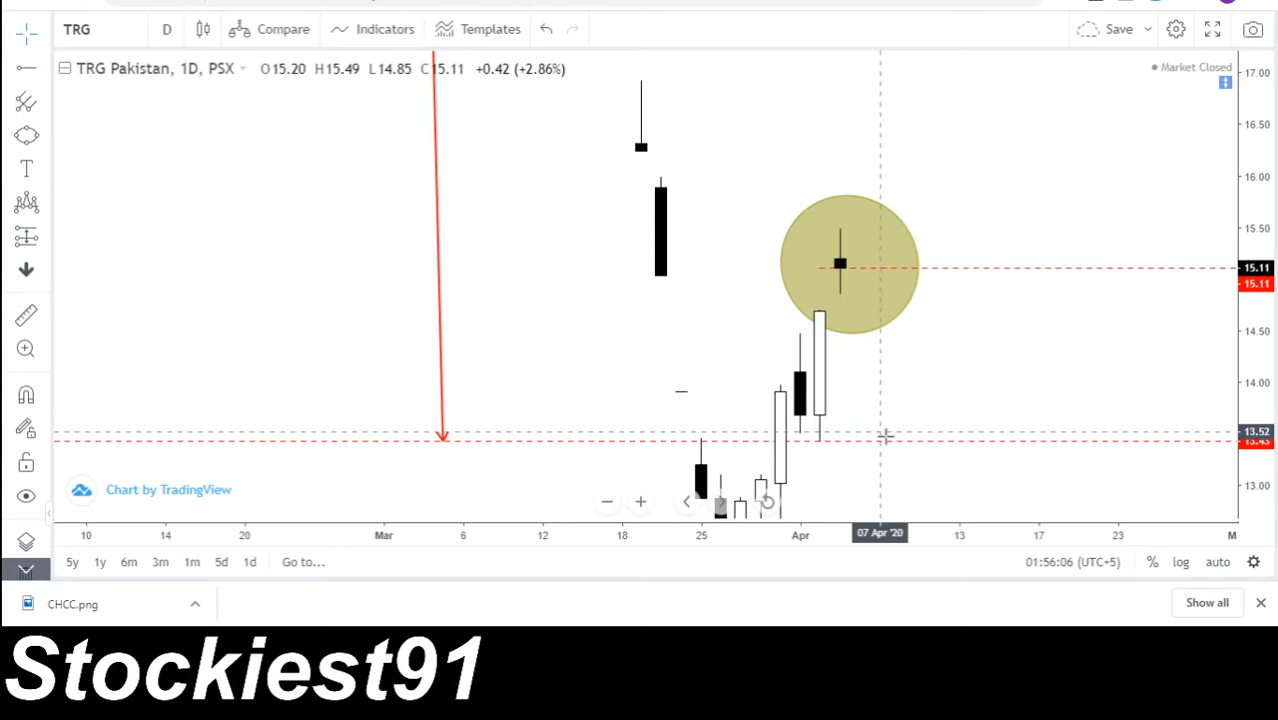 TRG D Compare Indicators Templates Save
TRG Pakistan, 1D, PSX O15.20 H15.49 L14.85 C15.11 +0.42 (+2.86%)
Market Closed
17.00
16.50
16.00
15.50
15.11
15.11
14.50
14.00
13.52
13.43
13.00
Chart by TradingView
10 14 20 Mar 6 12 18 25 Apr 07 Apr '20 13 17 23 M
5y 1y 6m 3m 1m 5d 1d Go to... 01:56:06 (UTC+5) % log auto
CHCC.png Show all
Stockiest91